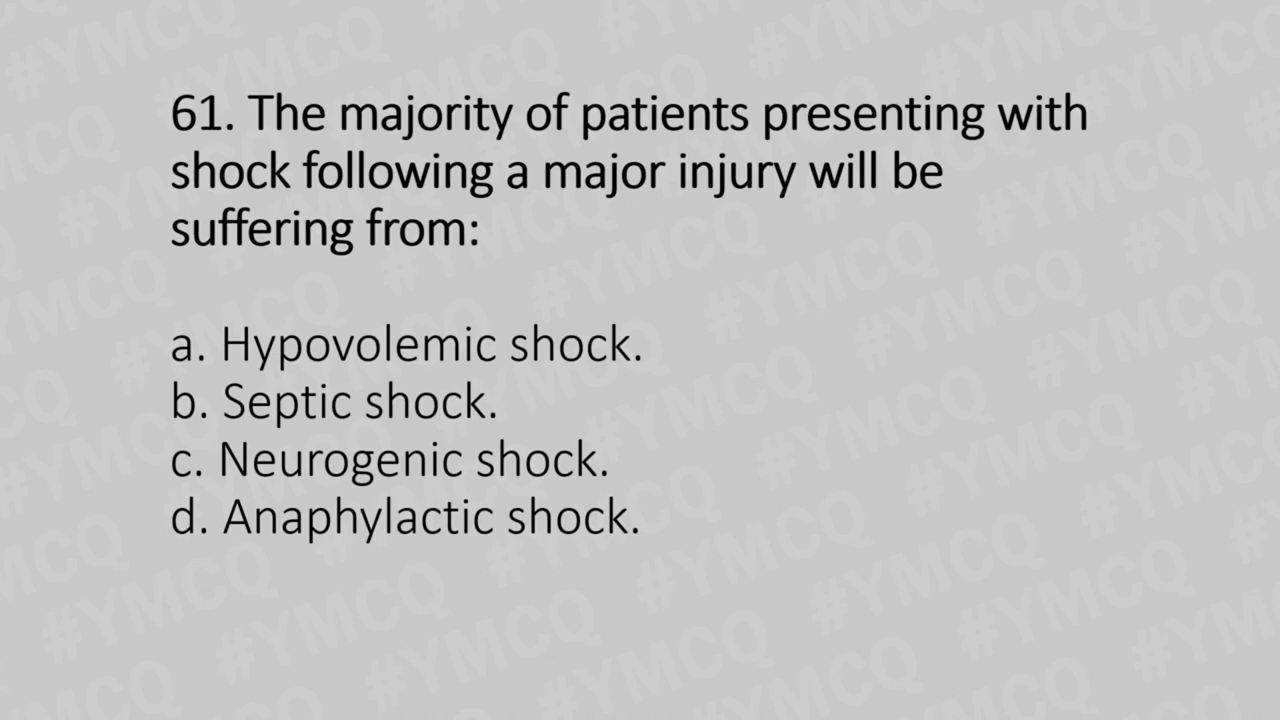 61. The majority of patients presenting with
shock following a major injury will be
suffering from:
a. Hypovolemic shock.
b. Septic shock.
c. Neurogenic shock.
d. Anaphylactic shock.
#YMCQ